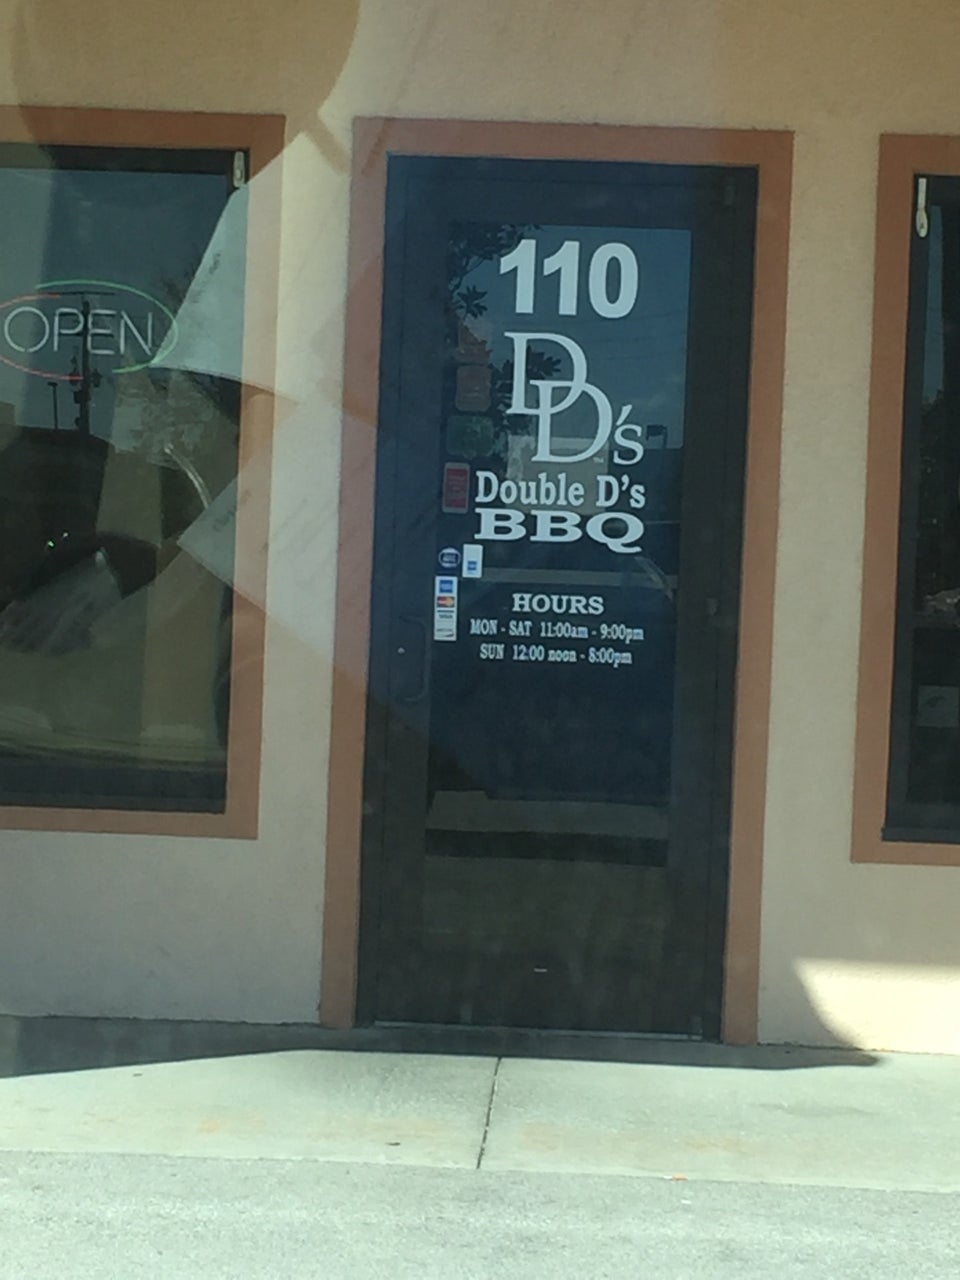 OPEN
110
DD's
Double D's
BBQ
HOURS
MON - SAT 11:00am - 9:00pm
SUN 12:00 noon - 8:00pm